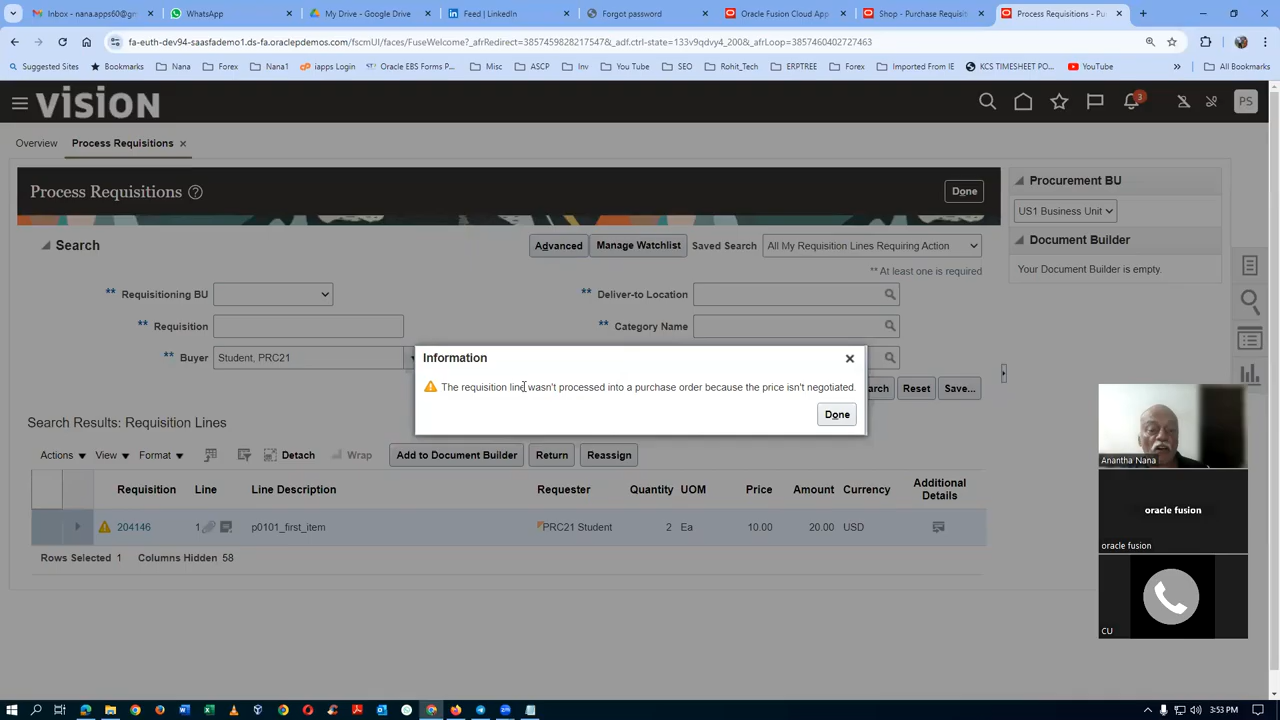 Inbox - nana.apps60@gm
WhatsApp
My Drive - Google Drive
Feed | LinkedIn
Forgot password
Oracle Fusion Cloud App
Shop - Purchase Requisit
Process Requisitions - Pu
fa-euth-dev94-saasfademo1.ds-fa.oraclepdemos.com/fscmUI/faces/FuseWelcome?_afrRedirect=3857459828217547&_adf.ctrl-state=133v9qdvy4_200&_afrLoop=38574604027274​63
Suggested Sites
Bookmarks
Nana
Forex
Nana1
iapps Login
Oracle EBS Forms P...
Misc
ASCP
Inv
You Tube
SEO
Rohit_Tech
ERPTREE
Forex
Imported From IE
KCS TIMESHEET PO...
YouTube
All Bookmarks
VISION
3
PS
Overview
Process Requisitions
Process Requisitions
Done
Procurement BU
US1 Business Unit
Document Builder
Your Document Builder is empty.
Search
Advanced
Manage Watchlist
Saved Search
All My Requisition Lines Requiring Action
** At least one is required
** Requisitioning BU
** Deliver-to Location
** Requisition
** Category Name
** Buyer
Student, PRC21
Information
The requisition line wasn't processed into a purchase order because the price isn't negotiated.
Done
arch
Reset
Save...
Search Results: Requisition Lines
Actions
View
Format
Detach
Wrap
Add to Document Builder
Return
Reassign
Requisition
Line
Line Description
Requester
Quantity
UOM
Price
Amount
Currency
Additional Details
204146
1
p0101_first_item
PRC21 Student
2
Ea
10.00
20.00
USD
Rows Selected 1
Columns Hidden 58
Anantha Nana
oracle fusion
oracle fusion
CU
3:53 PM